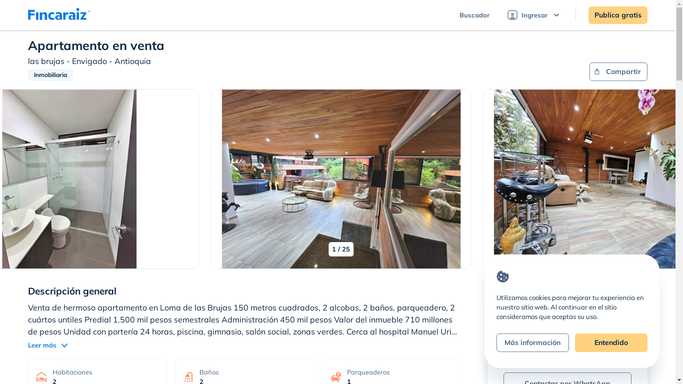 Fincaraiz
Buscador
Ingresar
Publica gratis
Apartamento en venta
las brujas - Envigado - Antioquia
Inmobiliaria
Compartir
1 / 25
Descripción general
Venta de hermoso apartamento en Loma de las Brujas 150 metros cuadrados, 2 alcobas, 2 baños, parqueadero, 2
cuártos untiles Predial 1,500 mil pesos semestrales Administración 450 mil pesos Valor del inmueble 710 millones
de pesos Unidad con portería 24 horas, piscina, gimnasio, salón social, zonas verdes. Cerca al hospital Manuel Uri...
Leer más
Utilizamos cookies para mejorar tu experiencia en
nuestro sitio web. Al continuar en el sitio
consideramos que aceptas su uso.
Más información
Entendido
Habitaciones
2
Baños
2
Parqueaderos
1
Contactar por WhatsApp